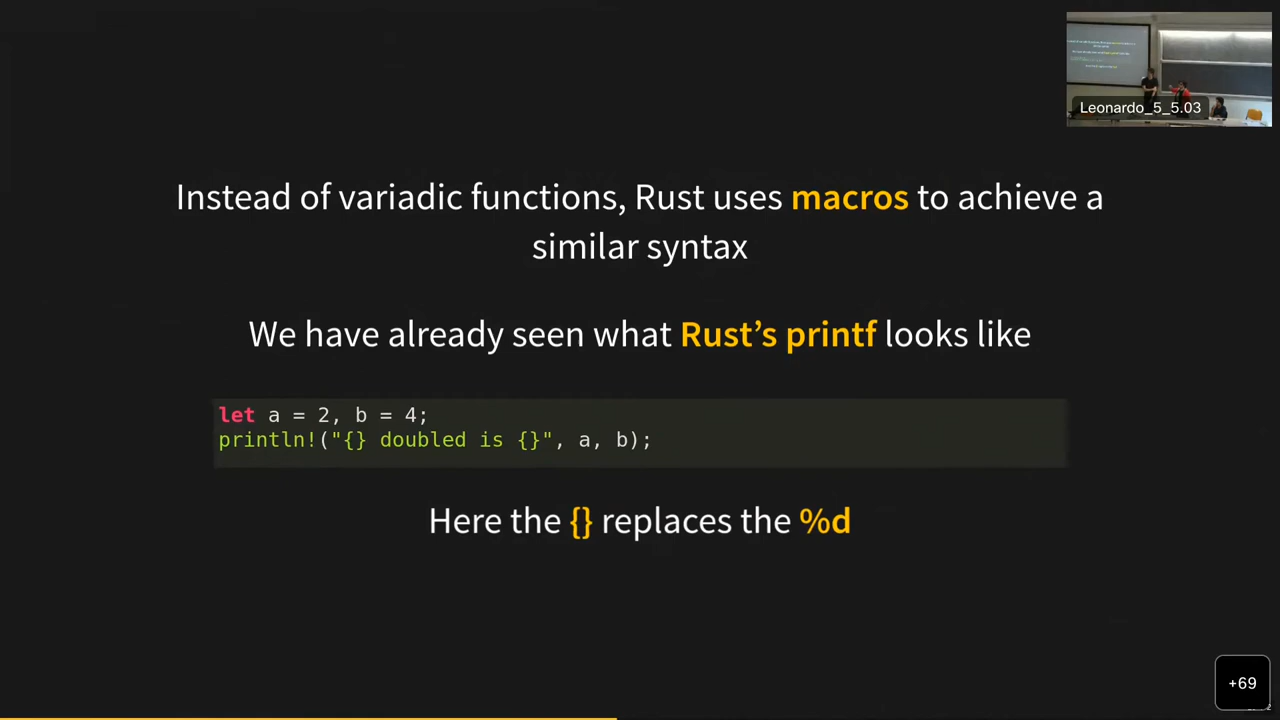 Leonardo_5_5.03
Instead of variadic functions, Rust uses macros to achieve a
similar syntax
We have already seen what Rust’s printf looks like
let a = 2, b = 4;
println!("{} doubled is {}", a, b);
Here the {} replaces the %d
+69